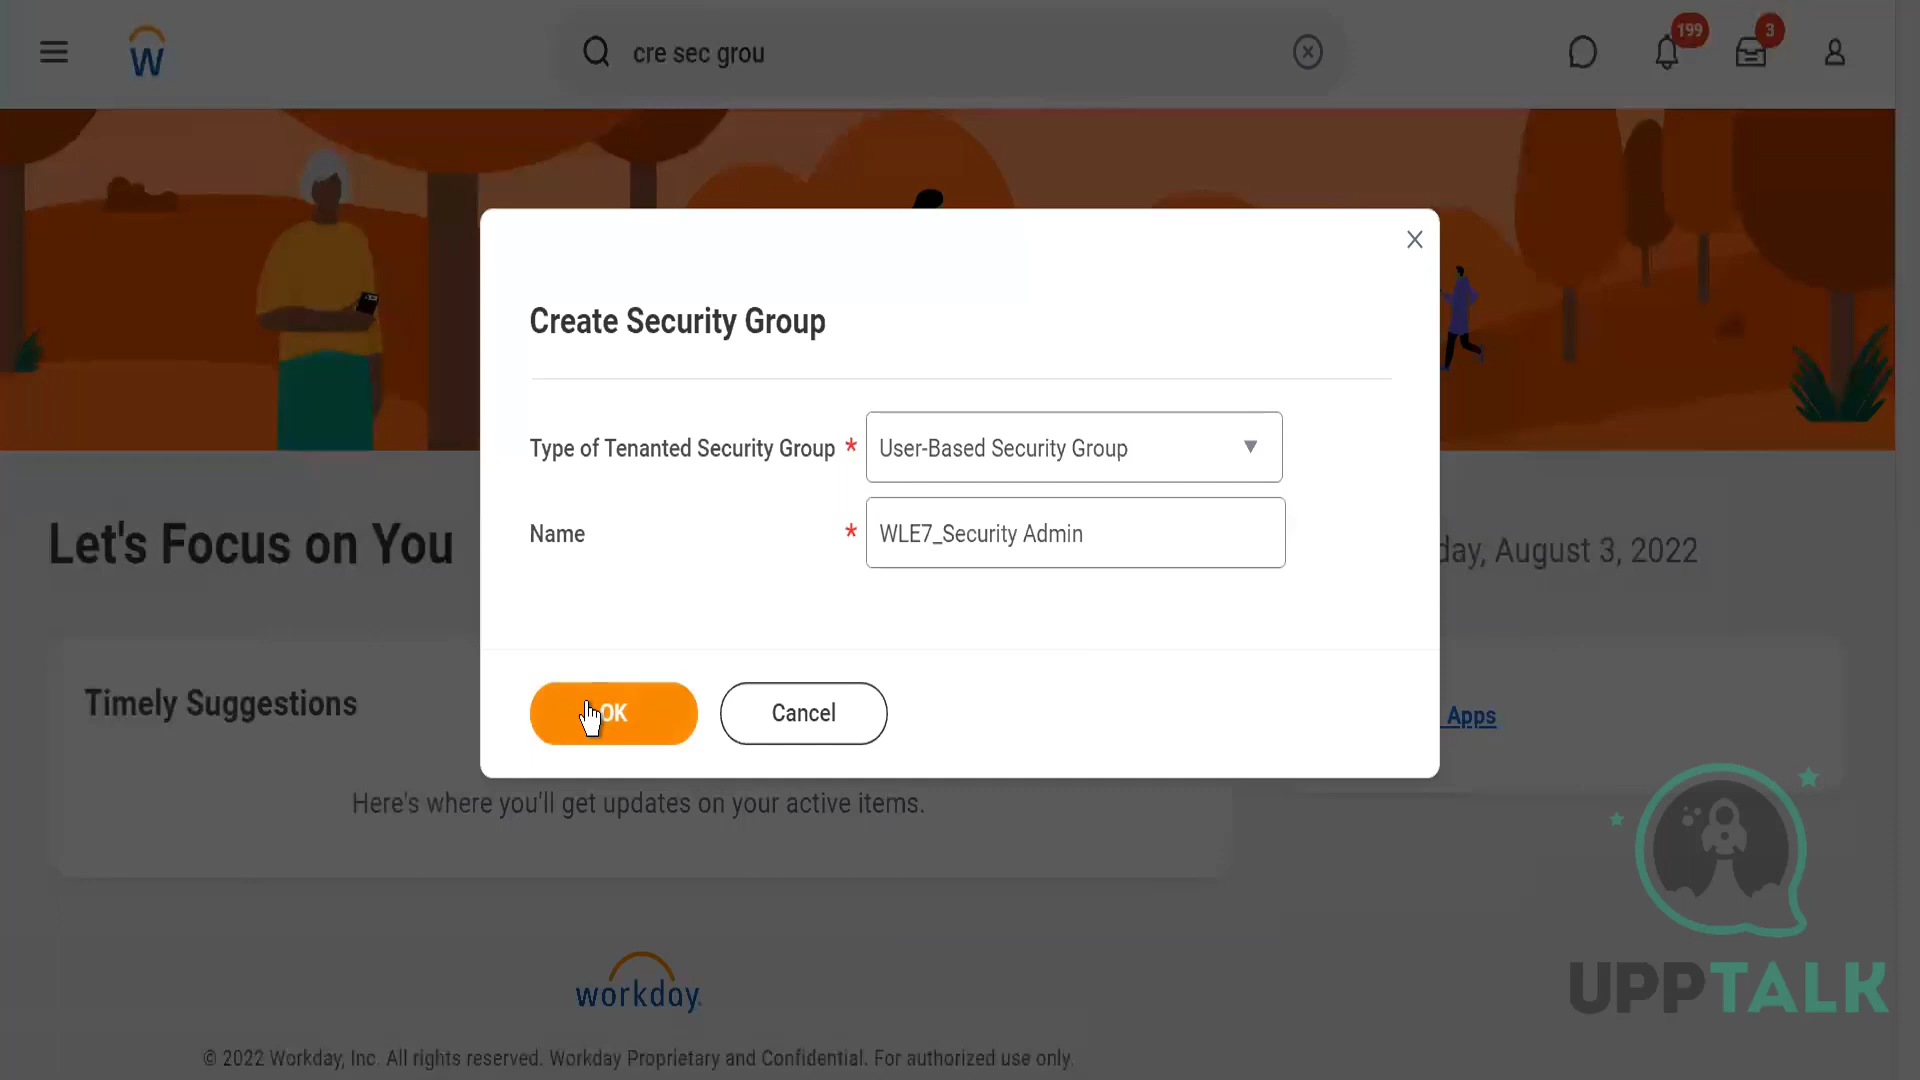 W
cre sec grou
199
3
Create Security Group
Type of Tenanted Security Group *
User-Based Security Group
Name *
WLE7_Security Admin
OK
Cancel
Let's Focus on You
day, August 3, 2022
Timely Suggestions
Apps
Here's where you'll get updates on your active items.
workday.
© 2022 Workday, Inc. All rights reserved. Workday Proprietary and Confidential. For authorized use only.
UPPTALK